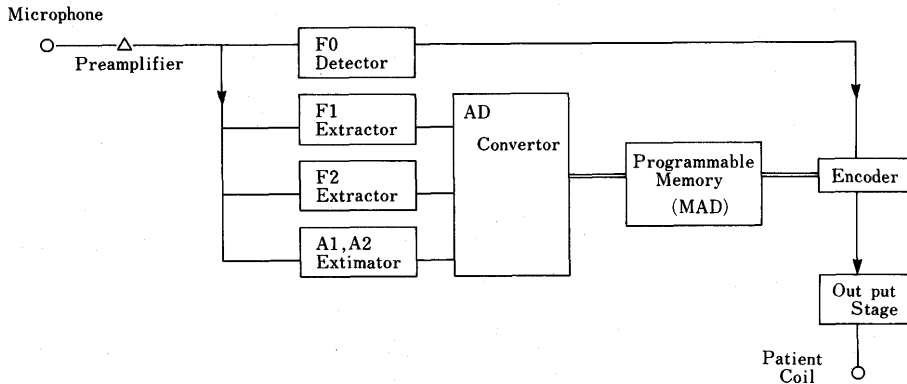 Microphone
Preamplifier
F0
Detector
F1
Extractor
F2
Extractor
A1,A2
Extimator
AD
Convertor
Programmable
Memory
(MAD)
Encoder
Out put
Stage
Patient
Coil